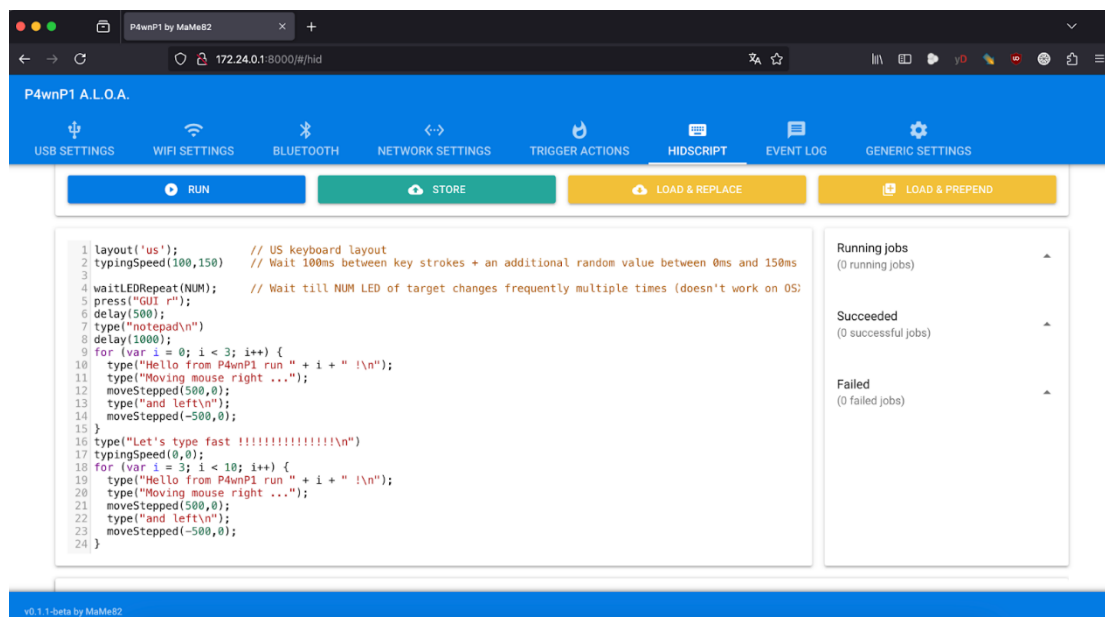 P4wnP1 by MaMe82
172.24.0.1:8000/#/hid
P4wnP1 A.L.O.A.
USB SETTINGS WIFI SETTINGS BLUETOOTH NETWORK SETTINGS TRIGGER ACTIONS HIDSCRIPT EVENT LOG GENERIC SETTINGS
RUN STORE LOAD & REPLACE LOAD & PREPEND
1 layout('us'); // US keyboard layout
2 typingSpeed(100,150) // Wait 100ms between key strokes + an additional random value between 0ms and 150ms
3
4 waitLEDRepeat(NUM); // Wait till NUM LED of target changes frequently multiple times (doesn't work on OSX
5 press("GUI r");
6 delay(500);
7 type("notepad\n")
8 delay(1000);
9 for (var i = 0; i < 3; i++) {
10 type("Hello from P4wnP1 run " + i + " !\n");
11 type("Moving mouse right ...");
12 moveStepped(500,0);
13 type("and left\n");
14 moveStepped(-500,0);
15 }
16 type("Let's type fast !!!!!!!!!!!!!!!\n")
17 typingSpeed(0,0);
18 for (var i = 3; i < 10; i++) {
19 type("Hello from P4wnP1 run " + i + " !\n");
20 type("Moving mouse right ...");
21 moveStepped(500,0);
22 type("and left\n");
23 moveStepped(-500,0);
24 }
Running jobs
(0 running jobs)
Succeeded
(0 successful jobs)
Failed
(0 failed jobs)
v0.1.1-beta by MaMe82